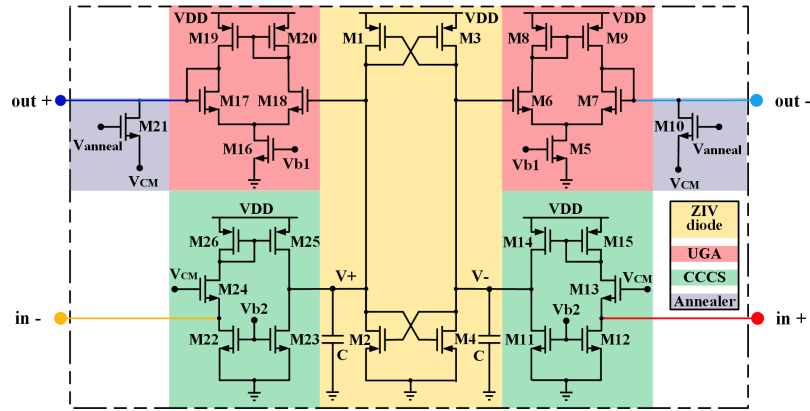 VDD
VDD
VDD
M19
M20
M1
M3
M8
M9
out +
M17
M18
M6
M7
out -
M21
Vanneal
M16
Vb1
Vb1
M5
M10
Vanneal
VCM
VCM
VDD
VDD
ZIV
diode
UGA
CCCS
Annealer
M26
M25
M14
M15
VCM
M24
V+
V-
M13
VCM
in -
Vb2
Vb2
in +
M22
M23
M2
M4
M11
M12
C
C